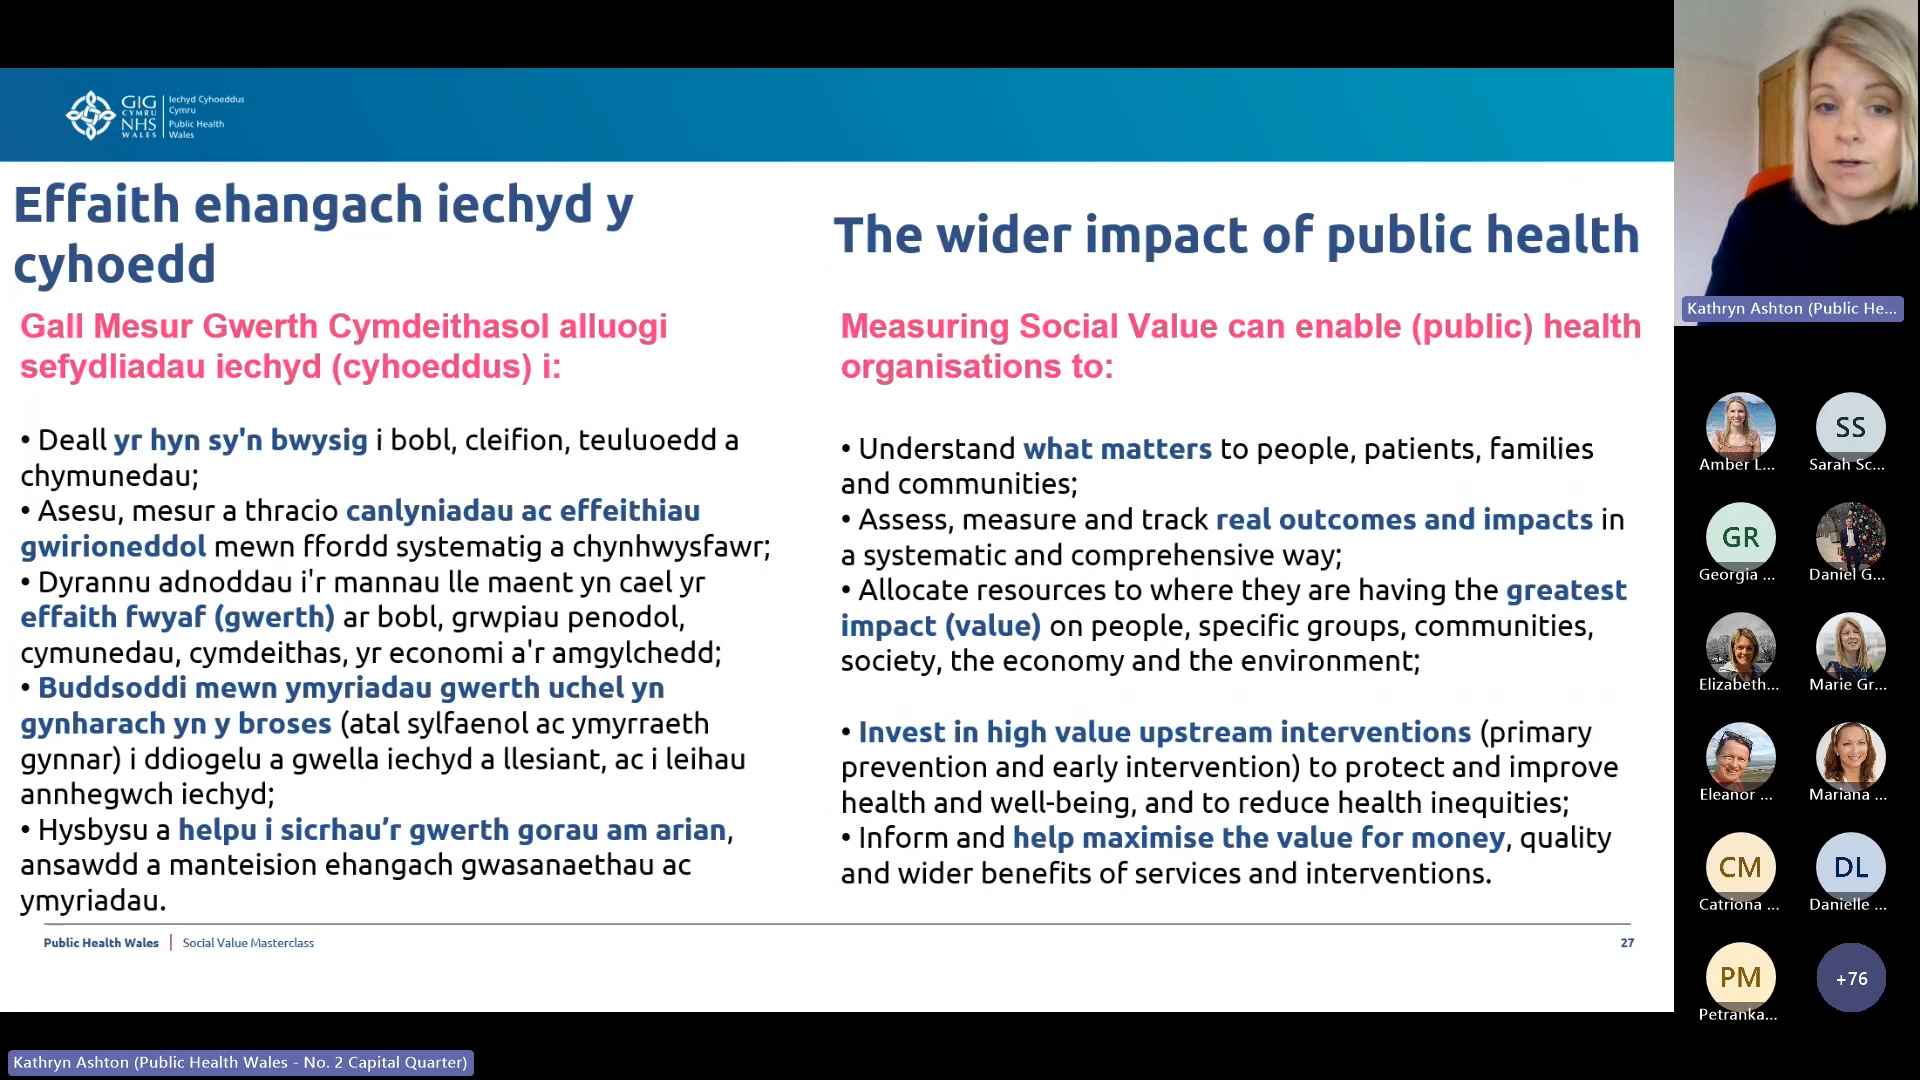 GIG
CYMRU
NHS
WALES
Iechyd Cyhoeddus
Cymru
Public Health
Wales
Effaith ehangach iechyd y
cyhoedd
Gall Mesur Gwerth Cymdeithasol alluogi
sefydliadau iechyd (cyhoeddus) i:
• Deall yr hyn sy'n bwysig i bobl, cleifion, teuluoedd a
chymunedau;
• Asesu, mesur a thracio canlyniadau ac effeithiau
gwirioneddol mewn ffordd systematig a chynhwysfawr;
• Dyrannu adnoddau i'r mannau lle maent yn cael yr
effaith fwyaf (gwerth) ar bobl, grwpiau penodol,
cymunedau, cymdeithas, yr economi a'r amgylchedd;
• Buddsoddi mewn ymyriadau gwerth uchel yn
gynharach yn y broses (atal sylfaenol ac ymyrraeth
gynnar) i ddiogelu a gwella iechyd a llesiant, ac i leihau
annhegwch iechyd;
• Hysbysu a helpu i sicrhau’r gwerth gorau am arian,
ansawdd a manteision ehangach gwasanaethau ac
ymyriadau.
The wider impact of public health
Measuring Social Value can enable (public) health
organisations to:
• Understand what matters to people, patients, families
and communities;
• Assess, measure and track real outcomes and impacts in
a systematic and comprehensive way;
• Allocate resources to where they are having the greatest
impact (value) on people, specific groups, communities,
society, the economy and the environment;
• Invest in high value upstream interventions (primary
prevention and early intervention) to protect and improve
health and well-being, and to reduce health inequities;
• Inform and help maximise the value for money, quality
and wider benefits of services and interventions.
Public Health Wales | Social Value Masterclass
27
Kathryn Ashton (Public Health Wales - No. 2 Capital Quarter)
Kathryn Ashton (Public He...
Amber L...
SS
Sarah Sc...
GR
Georgia ...
Daniel G...
Elizabeth...
Marie Gr...
Eleanor ...
Mariana ...
CM
Catriona ...
DL
Danielle ...
PM
Petranka...
+76